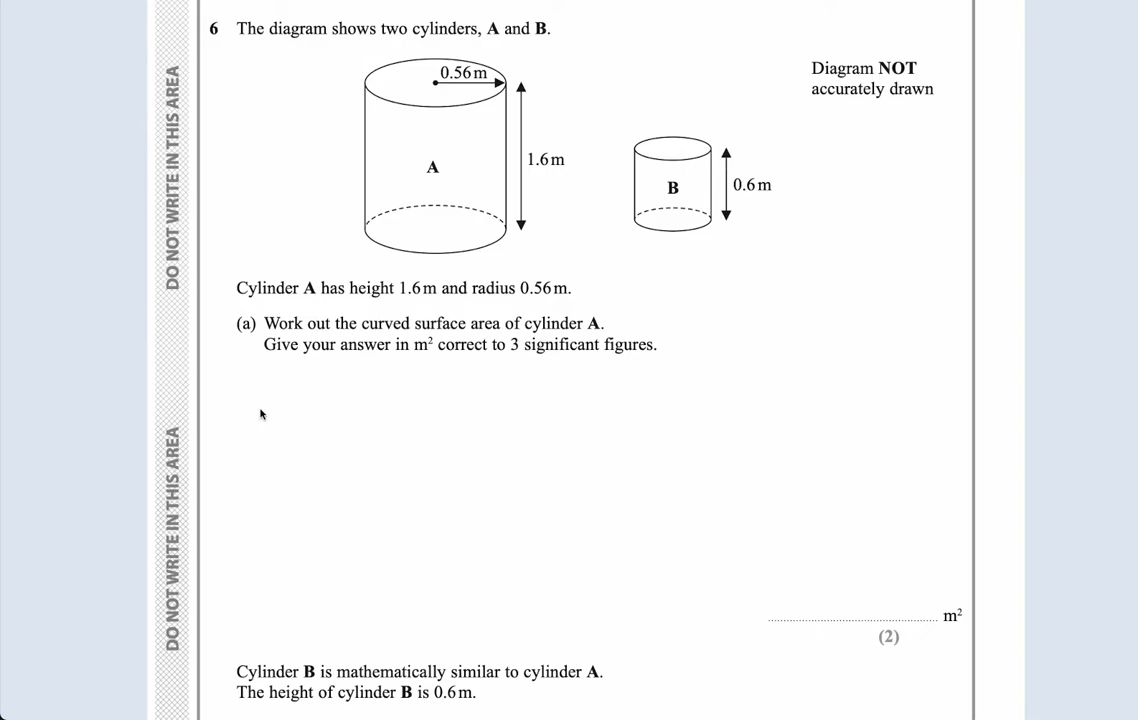 6 The diagram shows two cylinders, A and B.
Diagram NOT
accurately drawn
0.56 m
A
1.6 m
B
0.6 m
Cylinder A has height 1.6 m and radius 0.56 m.
(a) Work out the curved surface area of cylinder A.
Give your answer in m² correct to 3 significant figures.
m²
(2)
Cylinder B is mathematically similar to cylinder A.
The height of cylinder B is 0.6 m.
DO NOT WRITE IN THIS AREA
DO NOT WRITE IN THIS AREA